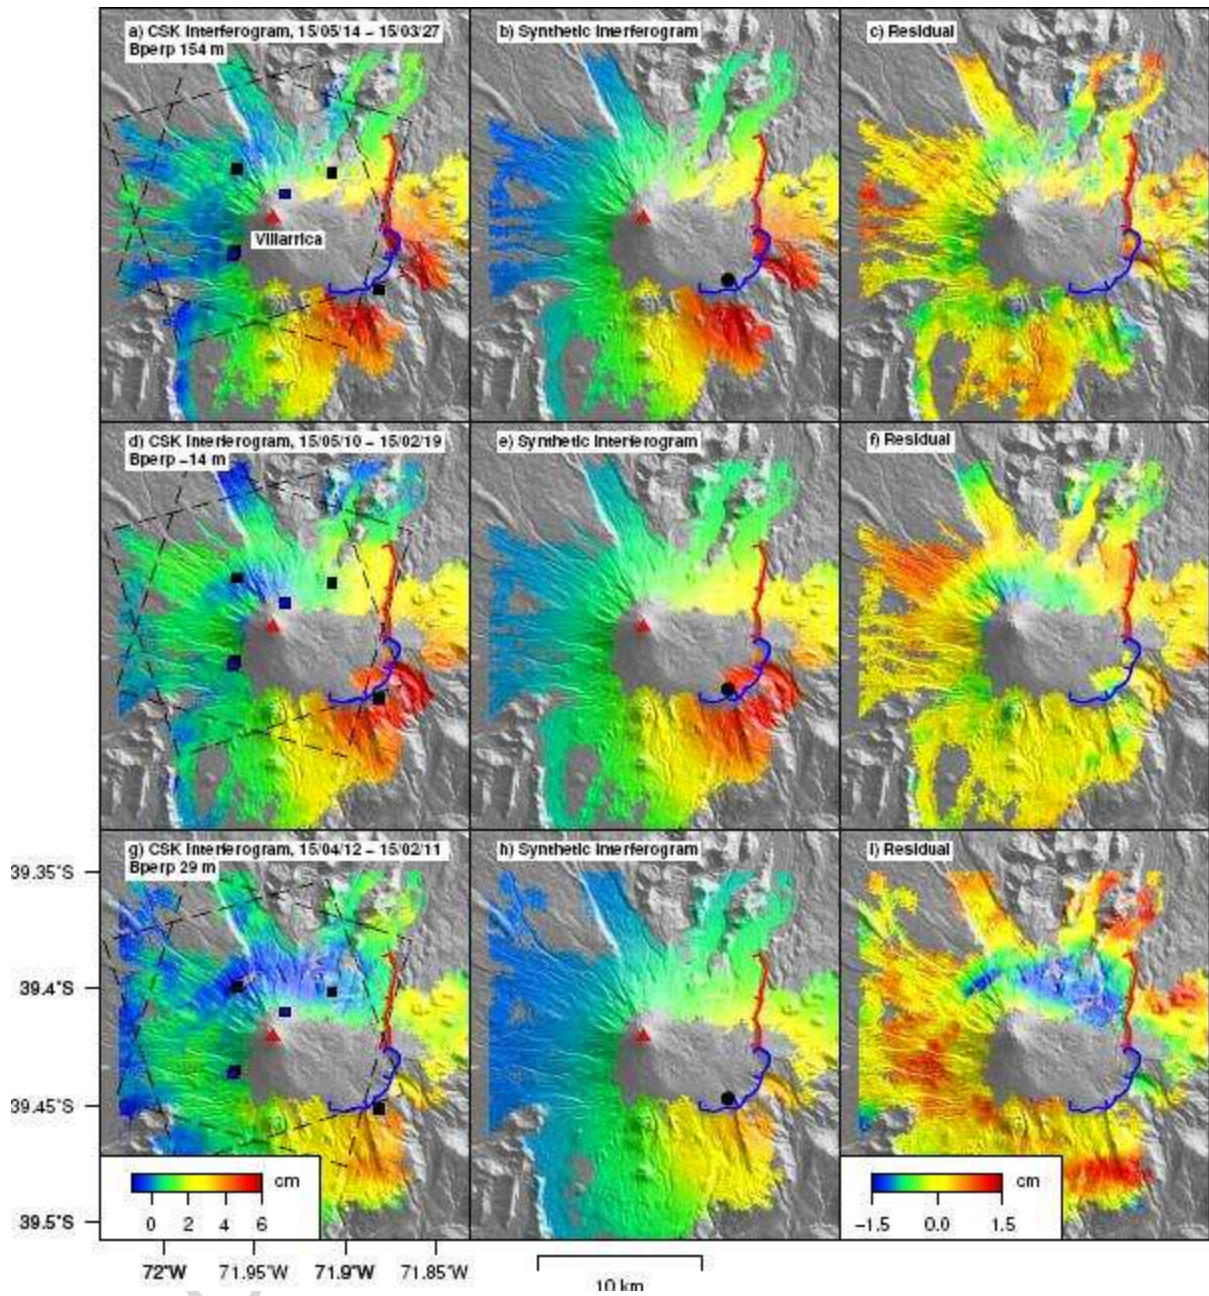 a) CSK Interferogram, 15/05/14 – 15/03/27
Bperp 154 m
b) Synthetic Interferogram
c) Residual
Villarrica
d) CSK Interferogram, 15/05/10 – 15/02/19
Bperp –14 m
e) Synthetic Interferogram
f) Residual
g) CSK Interferogram, 15/04/12 – 15/02/11
Bperp 29 m
h) Synthetic Interferogram
i) Residual
39.35°S
39.4°S
39.45°S
39.5°S
cm
0 2 4 6
cm
–1.5 0.0 1.5
72°W 71.95°W 71.9°W 71.85°W
10 km